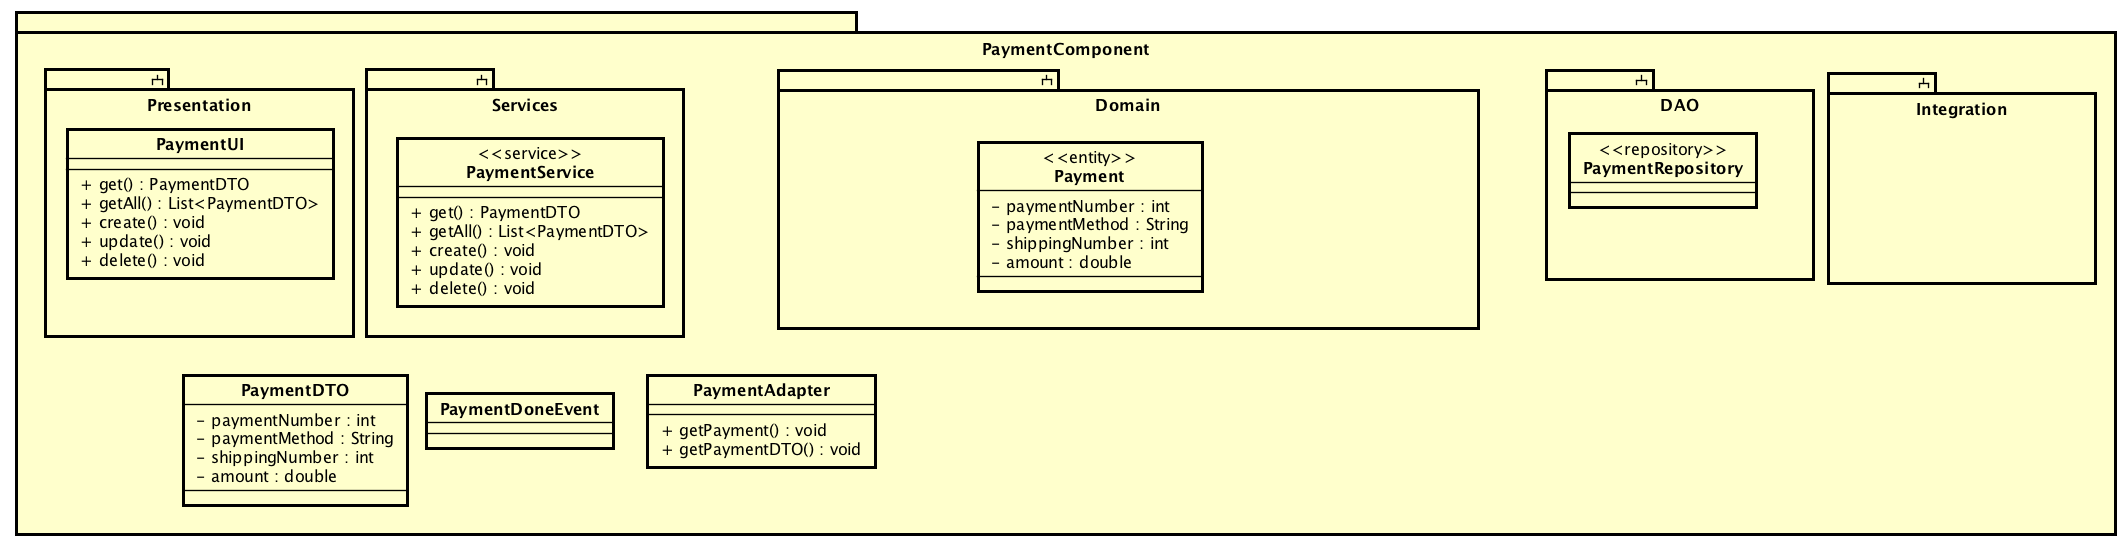 PaymentComponent
Presentation
PaymentUI
+ get() : PaymentDTO
+ getAll() : List<PaymentDTO>
+ create() : void
+ update() : void
+ delete() : void
Services
<<service>>
PaymentService
+ get() : PaymentDTO
+ getAll() : List<PaymentDTO>
+ create() : void
+ update() : void
+ delete() : void
Domain
<<entity>>
Payment
- paymentNumber : int
- paymentMethod : String
- shippingNumber : int
- amount : double
DAO
<<repository>>
PaymentRepository
Integration
PaymentDTO
- paymentNumber : int
- paymentMethod : String
- shippingNumber : int
- amount : double
PaymentDoneEvent
PaymentAdapter
+ getPayment() : void
+ getPaymentDTO() : void